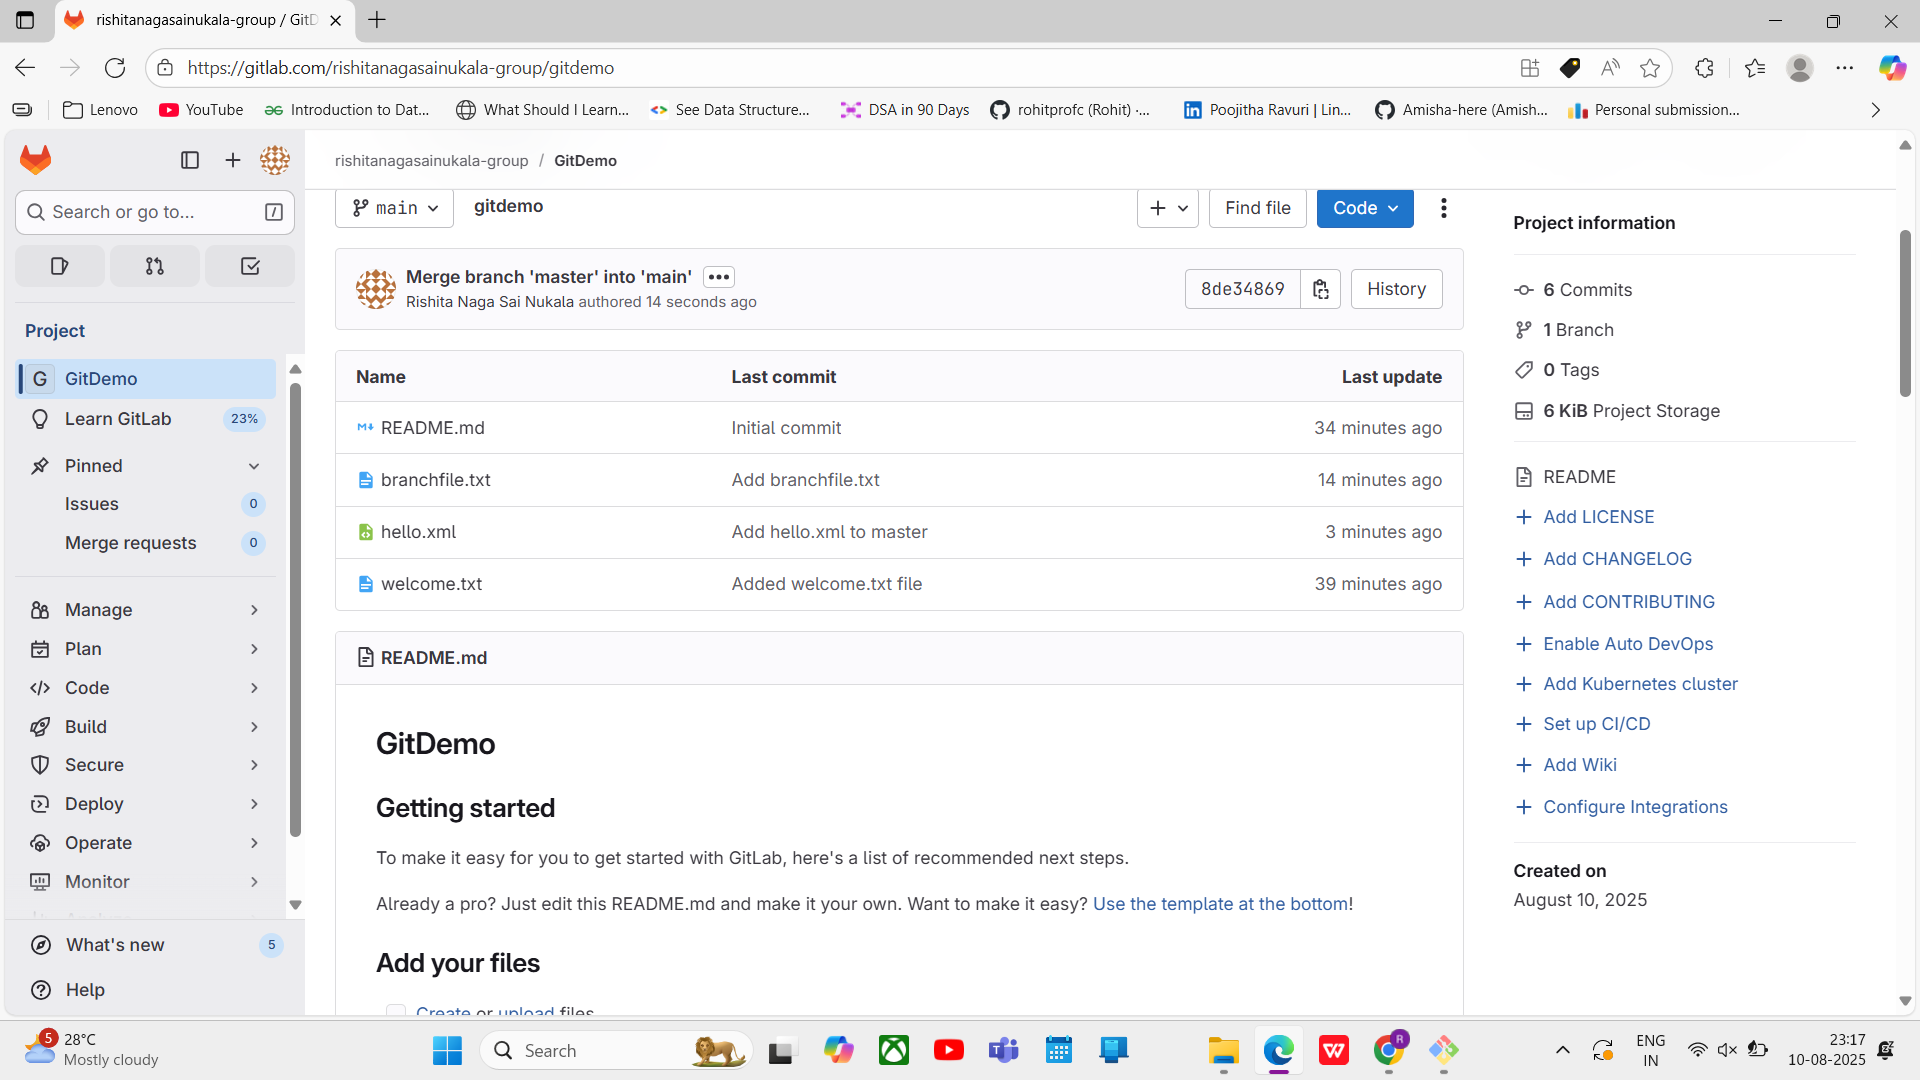 rishitanagasainukala-group / GitD
https://gitlab.com/rishitanagasainukala-group/gitdemo
Lenovo YouTube Introduction to Dat... What Should I Learn... See Data Structure... DSA in 90 Days rohitprofc (Rohit) ·... Poojitha Ravuri | Lin... Amisha-here (Amish... Personal submission...
rishitanagasainukala-group / GitDemo
Search or go to... /
Project
G GitDemo
Learn GitLab 23%
Pinned
Issues 0
Merge requests 0
Manage
Plan
Code
Build
Secure
Deploy
Operate
Monitor
What's new 5
Help
main gitdemo Find file Code
Merge branch 'master' into 'main'
Rishita Naga Sai Nukala authored 14 seconds ago
8de34869 History
Name Last commit Last update
README.md Initial commit 34 minutes ago
branchfile.txt Add branchfile.txt 14 minutes ago
hello.xml Add hello.xml to master 3 minutes ago
welcome.txt Added welcome.txt file 39 minutes ago
README.md
GitDemo
Getting started
To make it easy for you to get started with GitLab, here's a list of recommended next steps.
Already a pro? Just edit this README.md and make it your own. Want to make it easy? Use the template at the bottom!
Add your files
Create or upload files
Project information
6 Commits
1 Branch
0 Tags
6 KiB Project Storage
README
Add LICENSE
Add CHANGELOG
Add CONTRIBUTING
Enable Auto DevOps
Add Kubernetes cluster
Set up CI/CD
Add Wiki
Configure Integrations
Created on
August 10, 2025
5 28°C
Mostly cloudy
Search
R
ENG
IN
23:17
10-08-2025